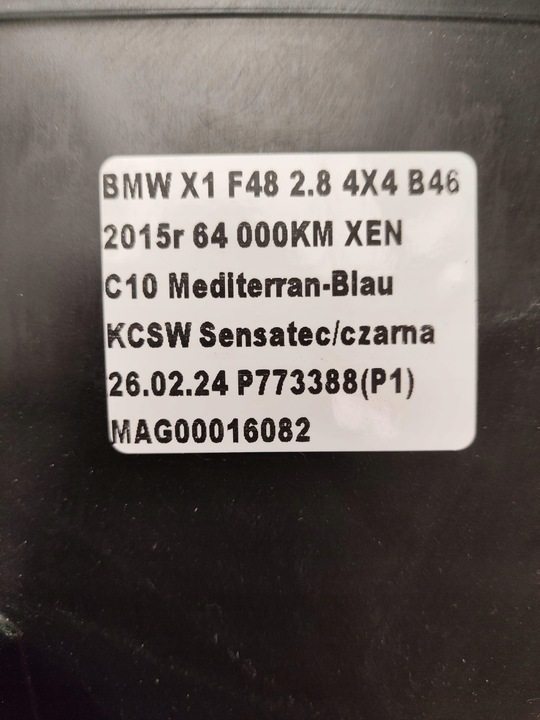 BMW X1 F48 2.8 4X4 B46
2015r 64 000KM XEN
C10 Mediterran-Blau
KCSW Sensatec/czarna
26.02.24 P773388(P1)
MAG00016082